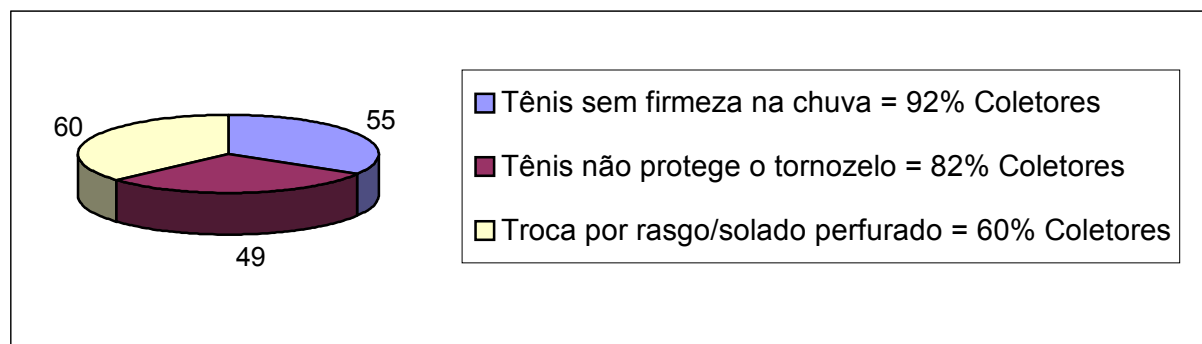 60
55
49
Tênis sem firmeza na chuva = 92% Coletores
Tênis não protege o tornozelo = 82% Coletores
Troca por rasgo/solado perfurado = 60% Coletores